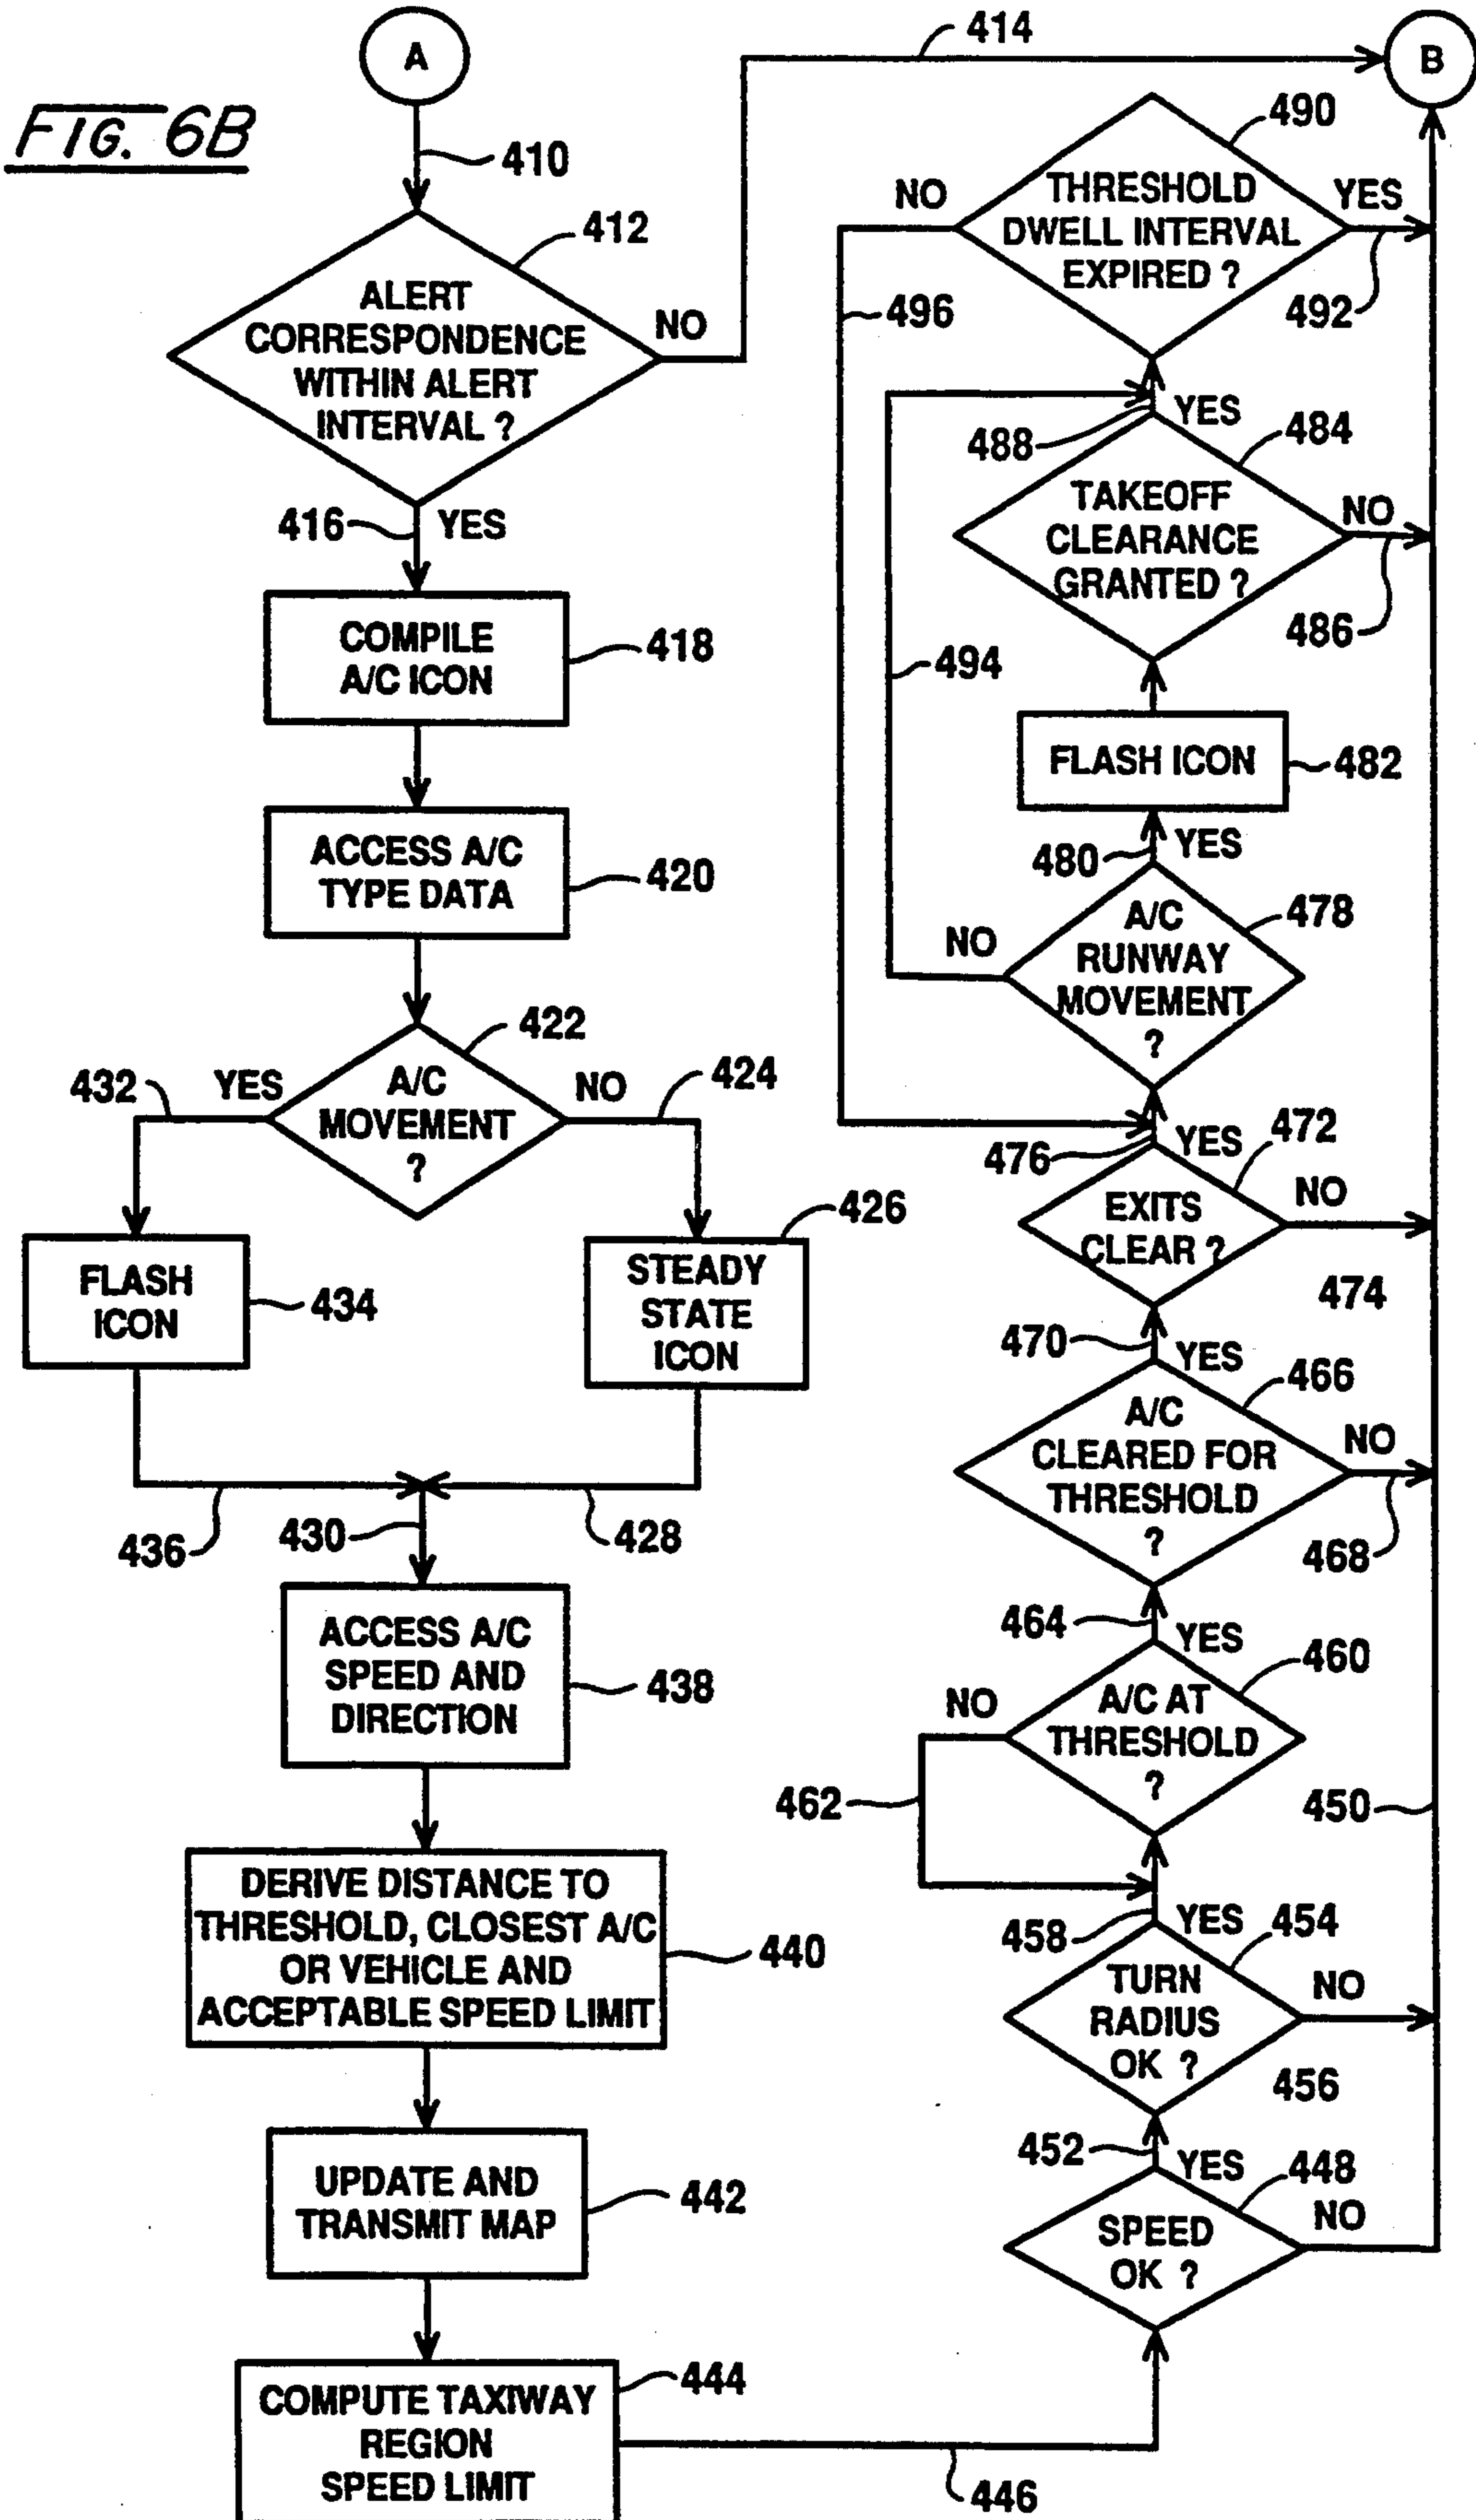 FIG. 6B
A
410
412
ALERT
CORRESPONDENCE
WITHIN ALERT
INTERVAL ?
NO
414
B
416
YES
COMPILE
A/C ICON
418
ACCESS A/C
TYPE DATA
420
422
A/C
MOVEMENT
?
432
YES
NO
424
FLASH
ICON
434
426
STEADY
STATE
ICON
436
430
428
ACCESS A/C
SPEED AND
DIRECTION
438
DERIVE DISTANCE TO
THRESHOLD, CLOSEST A/C
OR VEHICLE AND
ACCEPTABLE SPEED LIMIT
440
UPDATE AND
TRANSMIT MAP
442
COMPUTE TAXIWAY
REGION
SPEED LIMIT
444
446
490
THRESHOLD
DWELL INTERVAL
EXPIRED ?
NO
YES
492
496
488
YES
484
TAKEOFF
CLEARANCE
GRANTED ?
NO
486
494
FLASH ICON
482
480
YES
478
A/C
RUNWAY
MOVEMENT
?
NO
476
YES
472
EXITS
CLEAR ?
NO
474
470
YES
466
A/C
CLEARED FOR
THRESHOLD
?
NO
468
464
YES
460
A/C AT
THRESHOLD
?
NO
462
450
458
YES
454
TURN
RADIUS
OK ?
NO
456
452
YES
448
SPEED
OK ?
NO